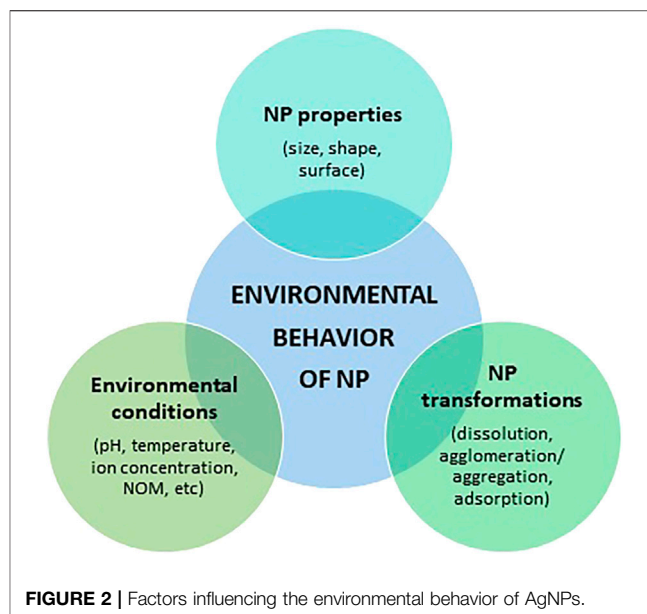 NP properties
(size, shape,
surface)
ENVIRONMENTAL
BEHAVIOR
OF NP
Environmental
conditions
(pH, temperature,
ion concentration,
NOM, etc)
NP
transformations
(dissolution,
agglomeration/
aggregation,
adsorption)
FIGURE 2 | Factors influencing the environmental behavior of AgNPs.